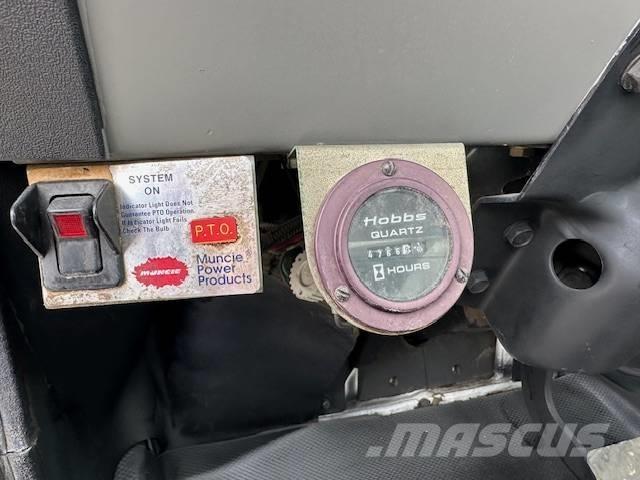 SYSTEM
ON
Indicator Light Does Not
Guarantee PTO Operation.
If Indicator Light Fails
Check The Bulb
P.T.O.
MUNCIE
Muncie
Power
Products
Hobbs
QUARTZ
HOURS
MASCUS